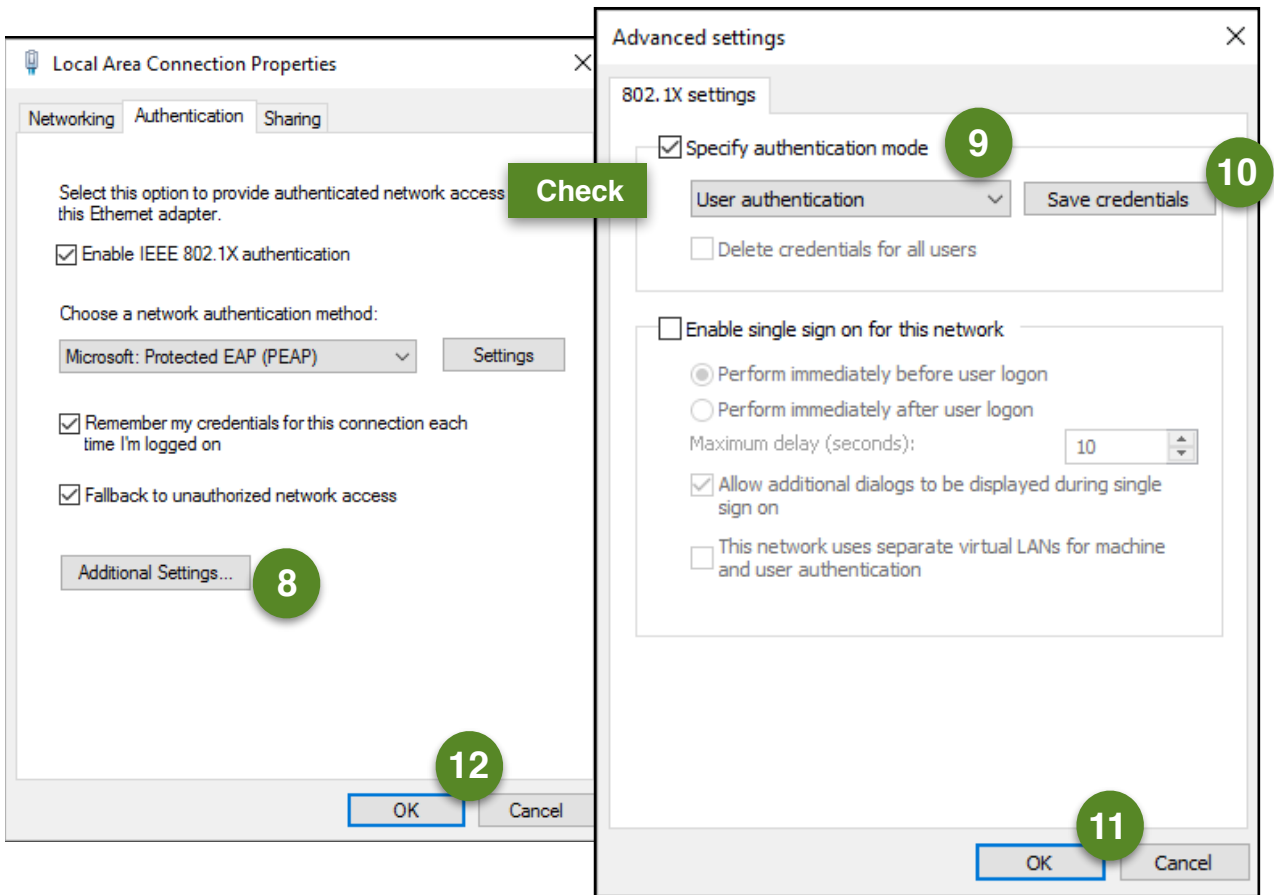 Local Area Connection Properties
Networking Authentication Sharing
Select this option to provide authenticated network access
this Ethernet adapter.
Enable IEEE 802.1X authentication
Choose a network authentication method:
Microsoft: Protected EAP (PEAP) Settings
Remember my credentials for this connection each
time I'm logged on
Fallback to unauthorized network access
Additional Settings...
8
12
OK Cancel
Advanced settings
802.1X settings
Specify authentication mode 9
Check
10
User authentication Save credentials
Delete credentials for all users
Enable single sign on for this network
Perform immediately before user logon
Perform immediately after user logon
Maximum delay (seconds): 10
Allow additional dialogs to be displayed during single
sign on
This network uses separate virtual LANs for machine
and user authentication
11
OK Cancel